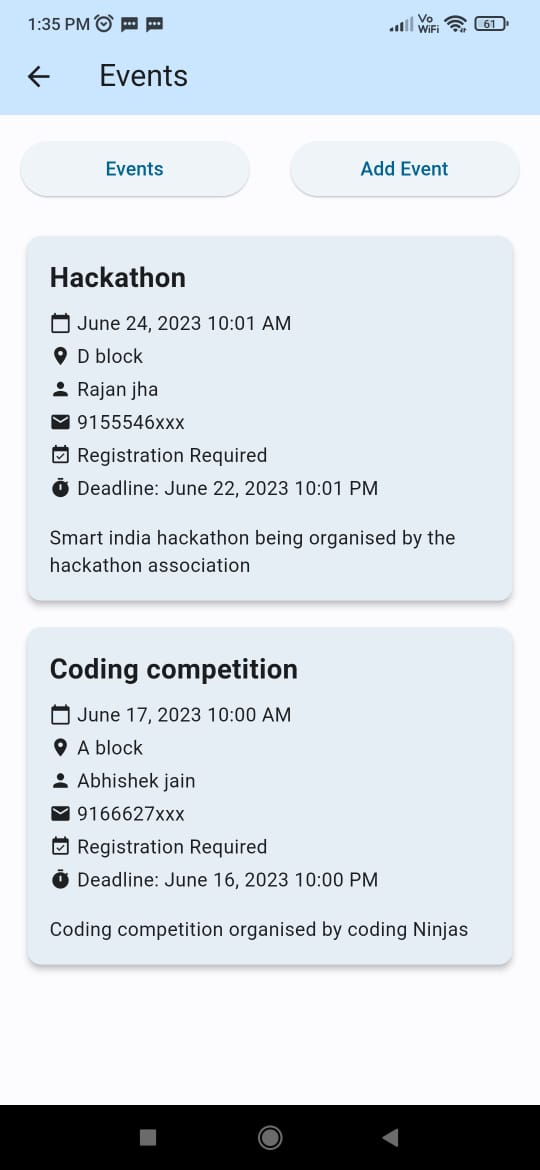 1:35 PM
Vo
WiFi
61
Events
Events
Add Event
Hackathon
June 24, 2023 10:01 AM
D block
Rajan jha
9155546xxx
Registration Required
Deadline: June 22, 2023 10:01 PM
Smart india hackathon being organised by the
hackathon association
Coding competition
June 17, 2023 10:00 AM
A block
Abhishek jain
9166627xxx
Registration Required
Deadline: June 16, 2023 10:00 PM
Coding competition organised by coding Ninjas